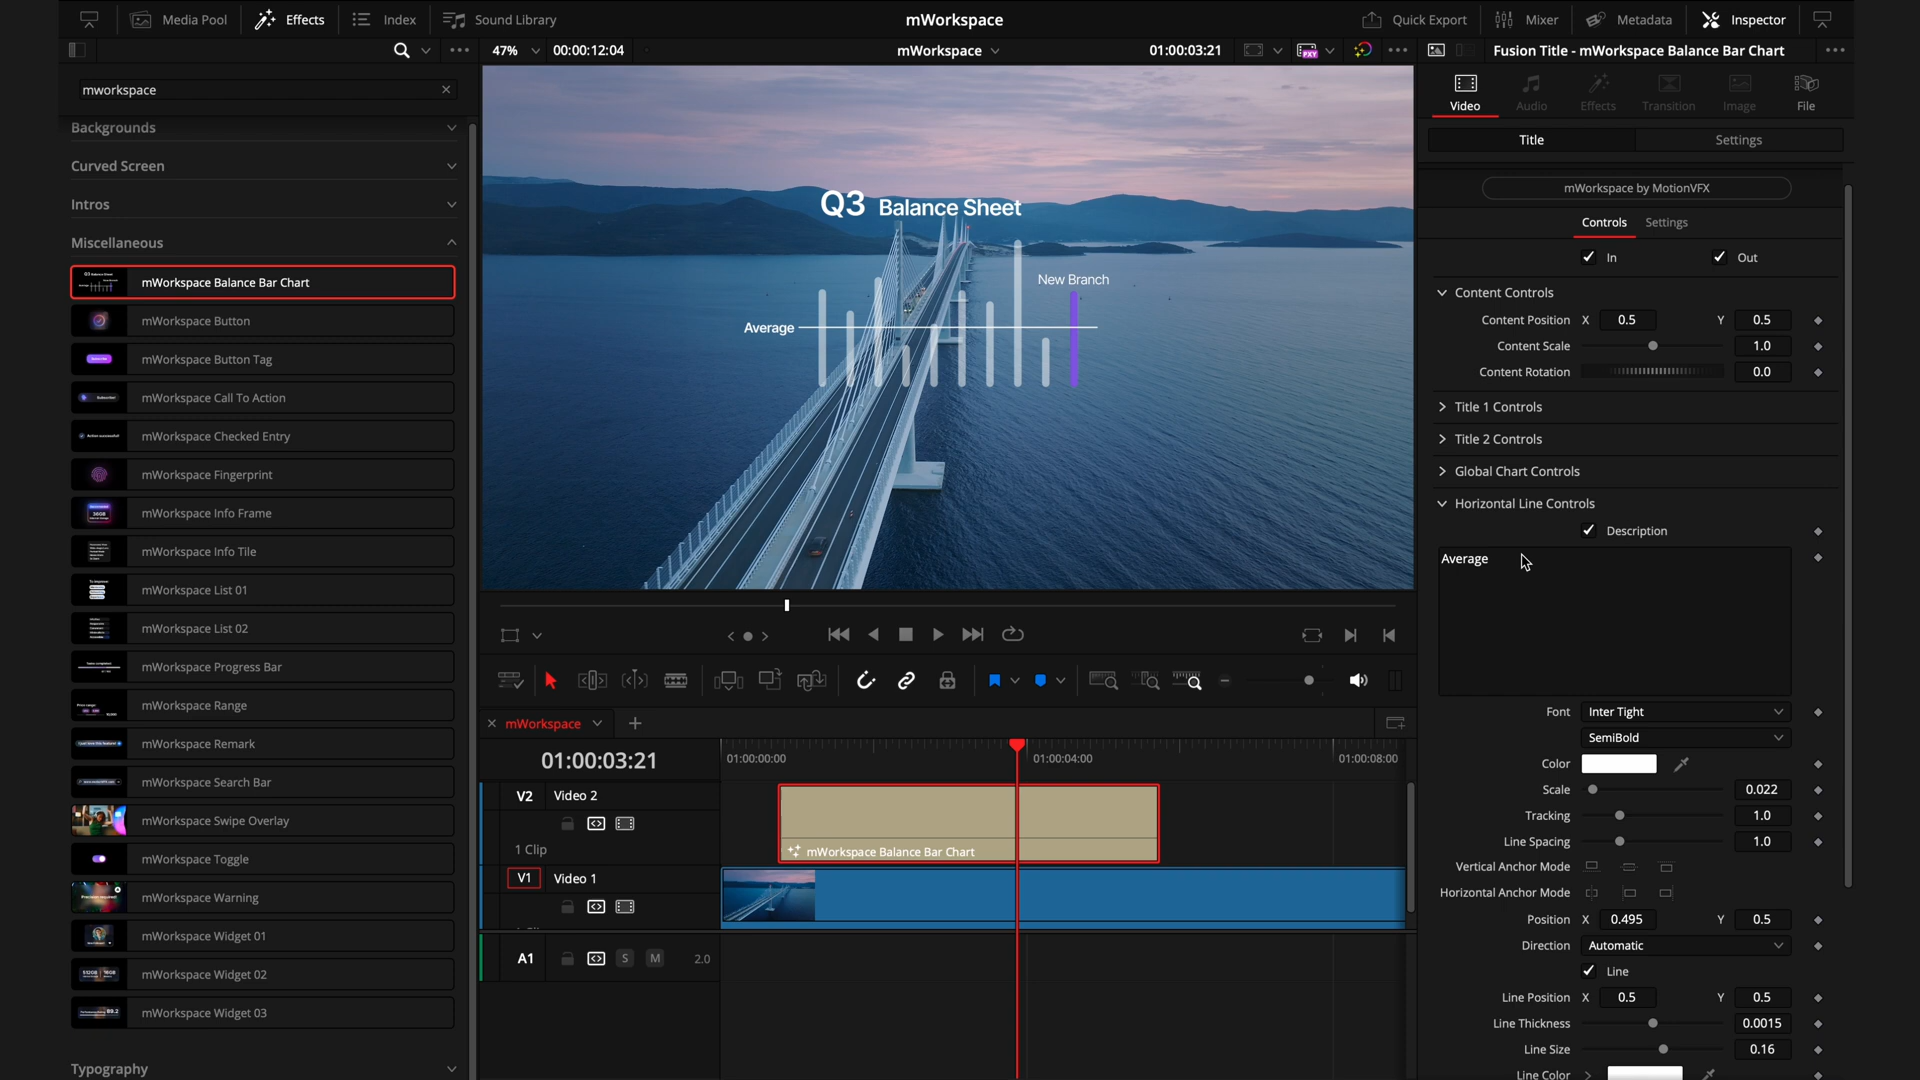 Media Pool
Effects
Index
Sound Library
mWorkspace
Quick Export
Mixer
Metadata
Inspector
47%
00:00:12:04
mWorkspace
01:00:03:21
PXY
Fusion Title - mWorkspace Balance Bar Chart
mworkspace
Backgrounds
Curved Screen
Intros
Miscellaneous
mWorkspace Balance Bar Chart
mWorkspace Button
mWorkspace Button Tag
mWorkspace Call To Action
mWorkspace Checked Entry
mWorkspace Fingerprint
mWorkspace Info Frame
mWorkspace Info Tile
mWorkspace List 01
mWorkspace List 02
mWorkspace Progress Bar
mWorkspace Range
mWorkspace Remark
mWorkspace Search Bar
mWorkspace Swipe Overlay
mWorkspace Toggle
mWorkspace Warning
mWorkspace Widget 01
mWorkspace Widget 02
mWorkspace Widget 03
Typography
Q3 Balance Sheet
New Branch
Average
mWorkspace
01:00:03:21
01:00:00:00
01:00:04:00
01:00:08:00
V2 Video 2
1 Clip
mWorkspace Balance Bar Chart
V1 Video 1
A1 S M 2.0
Video
Audio
Effects
Transition
Image
File
Title
Settings
mWorkspace by MotionVFX
Controls
Settings
In
Out
Content Controls
Content Position X 0.5 Y 0.5
Content Scale 1.0
Content Rotation 0.0
Title 1 Controls
Title 2 Controls
Global Chart Controls
Horizontal Line Controls
Description
Average
Font Inter Tight
SemiBold
Color
Scale 0.022
Tracking 1.0
Line Spacing 1.0
Vertical Anchor Mode
Horizontal Anchor Mode
Position X 0.495 Y 0.5
Direction Automatic
Line
Line Position X 0.5 Y 0.5
Line Thickness 0.0015
Line Size 0.16
Line Color